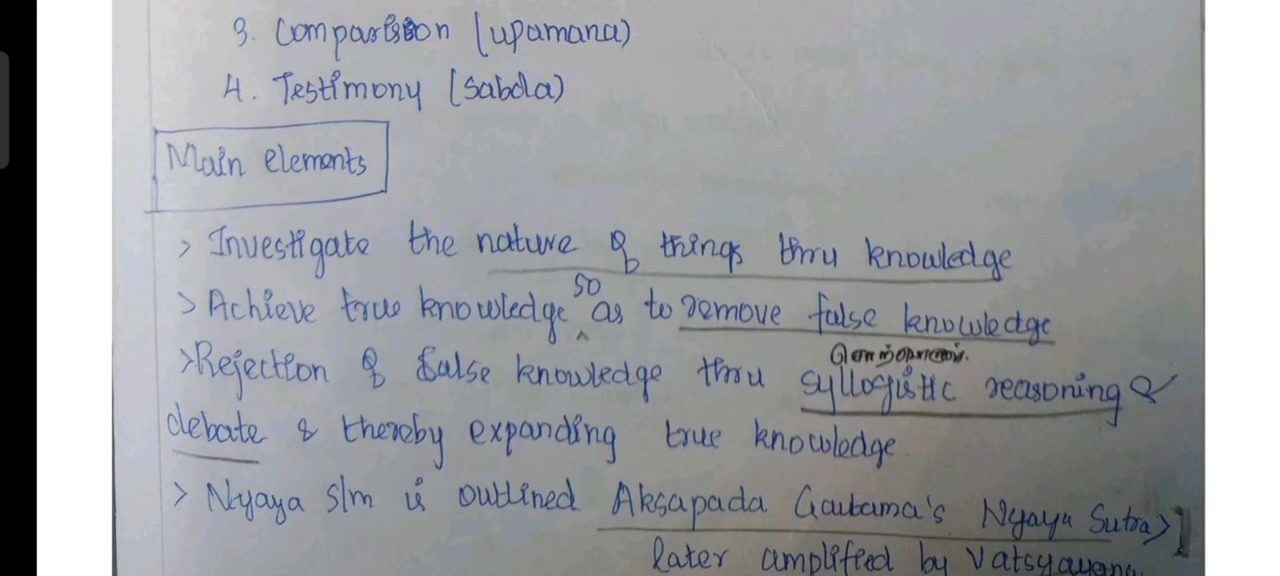 3. Comparision (upamana)
4. Testimony (Sabda)
Main elements
> Investigate the nature of things thru knowledge
> Achieve true knowledge so as to remove false knowledge
> Rejection of false knowledge thru syllogistic reasoning &
debate & thereby expanding true knowledge
> Nyaya s/m is outlined Aksapada Gautama's Nyaya Sutra >
later amplified by Vatsyayana